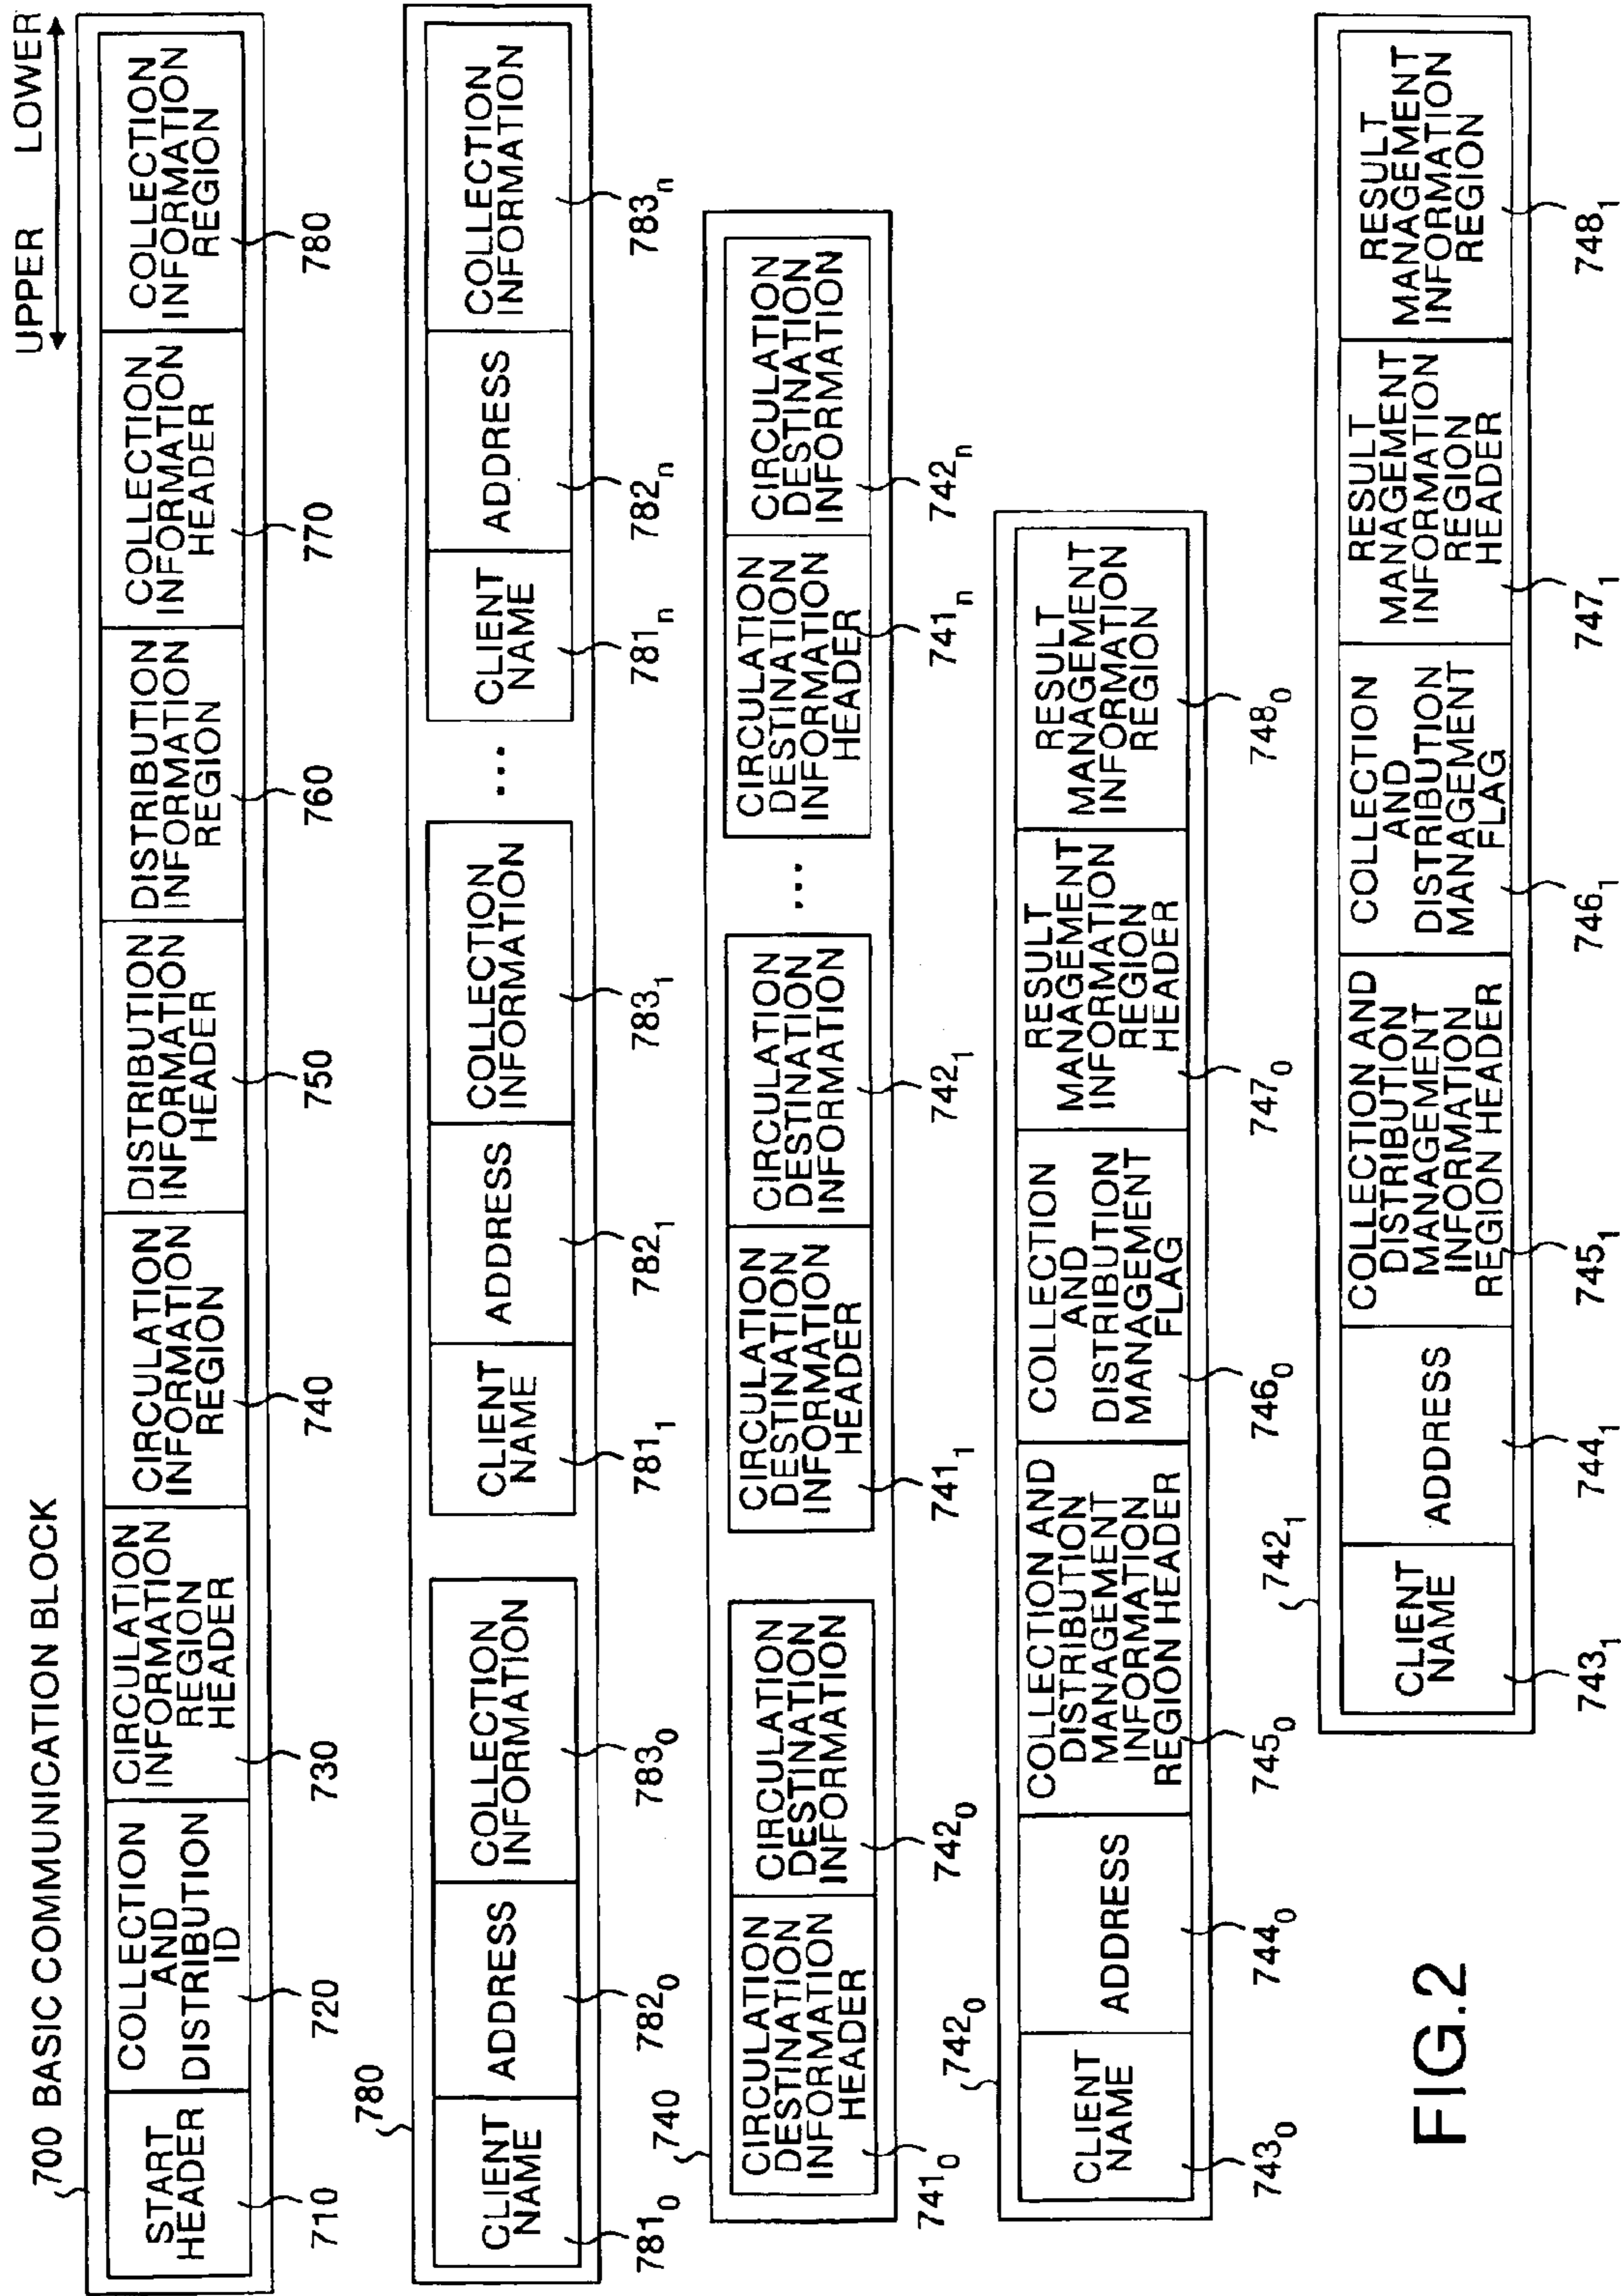 UPPER LOWER
700 BASIC COMMUNICATION BLOCK
START
HEADER
COLLECTION
AND
DISTRIBUTION
ID
CIRCULATION
INFORMATION
REGION
HEADER
CIRCULATION
INFORMATION
REGION
DISTRIBUTION
INFORMATION
HEADER
DISTRIBUTION
INFORMATION
REGION
COLLECTION
INFORMATION
HEADER
COLLECTION
INFORMATION
REGION
710 720 730 740 750 760 770 780
780
CLIENT
NAME
ADDRESS
COLLECTION
INFORMATION
CLIENT
NAME
ADDRESS
COLLECTION
INFORMATION
...
CLIENT
NAME
ADDRESS
COLLECTION
INFORMATION
781₀ 782₀ 783₀ 781₁ 782₁ 783₁ 781ₙ 782ₙ 783ₙ
740
CIRCULATION
DESTINATION
INFORMATION
HEADER
CIRCULATION
DESTINATION
INFORMATION
CIRCULATION
DESTINATION
INFORMATION
HEADER
CIRCULATION
DESTINATION
INFORMATION
...
CIRCULATION
DESTINATION
INFORMATION
HEADER
CIRCULATION
DESTINATION
INFORMATION
741₀ 742₀ 741₁ 742₁ 741ₙ 742ₙ
742₀
CLIENT
NAME
ADDRESS
COLLECTION AND
DISTRIBUTION
MANAGEMENT
INFORMATION
REGION HEADER
COLLECTION
AND
DISTRIBUTION
MANAGEMENT
FLAG
RESULT
MANAGEMENT
INFORMATION
REGION
HEADER
RESULT
MANAGEMENT
INFORMATION
REGION
743₀ 744₀ 745₀ 746₀ 747₀ 748₀
742₁
CLIENT
NAME
ADDRESS
COLLECTION AND
DISTRIBUTION
MANAGEMENT
INFORMATION
REGION HEADER
COLLECTION
AND
DISTRIBUTION
MANAGEMENT
FLAG
RESULT
MANAGEMENT
INFORMATION
REGION
HEADER
RESULT
MANAGEMENT
INFORMATION
REGION
743₁ 744₁ 745₁ 746₁ 747₁ 748₁
FIG.2